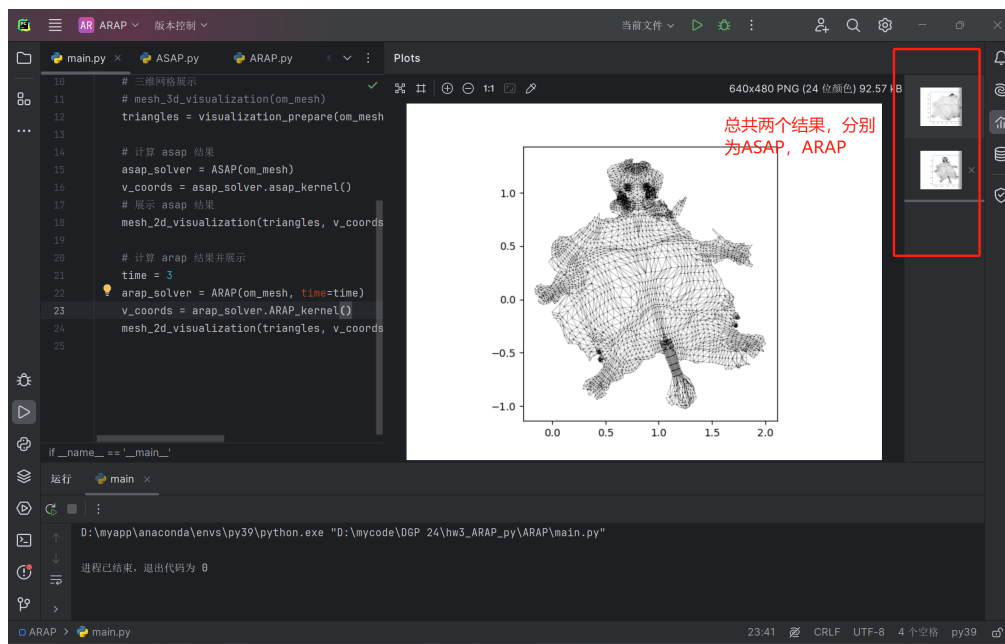 PC
AR ARAP 版本控制 当前文件
main.py × ASAP.py ARAP.py
Plots
1:1
640x480 PNG (24 位颜色) 92.57 kB
10 # 三维网格展示
11 # mesh_3d_visualization(om_mesh)
12 triangles = visualization_prepare(om_mesh
13
14 # 计算 asap 结果
15 asap_solver = ASAP(om_mesh)
16 v_coords = asap_solver.asap_kernel()
17 # 展示 asap 结果
18 mesh_2d_visualization(triangles, v_coords
19
20 # 计算 arap 结果并展示
21 time = 3
22 arap_solver = ARAP(om_mesh, time=time)
23 v_coords = arap_solver.ARAP_kernel()
24 mesh_2d_visualization(triangles, v_coords
25
if __name__ == '__main__'
总共两个结果，分别
为ASAP，ARAP
1.0
0.5
0.0
−0.5
−1.0
0.0 0.5 1.0 1.5 2.0
运行 main ×
D:\myapp\anaconda\envs\py39\python.exe "D:\mycode\DGP 24\hw3_ARAP_py\ARAP\main.py"
进程已结束，退出代码为 0
ARAP > main.py
23:41 CRLF UTF-8 4 个空格 py39